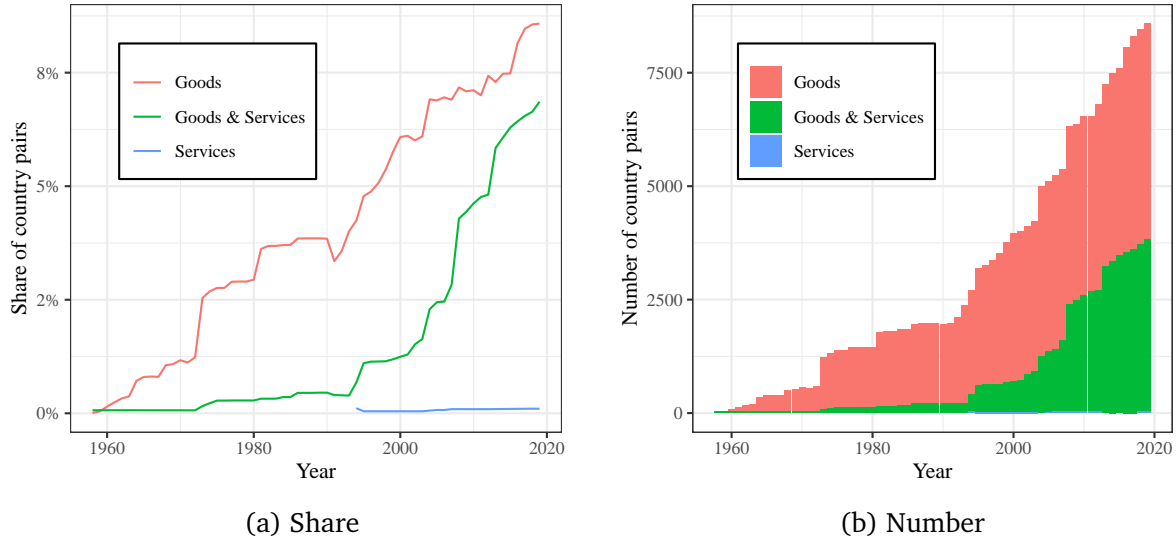 Share of country pairs
8%
5%
2%
0%
Goods
Goods & Services
Services
1960
1980
2000
2020
Year
(a) Share
Number of country pairs
7500
5000
2500
0
Goods
Goods & Services
Services
1960
1980
2000
2020
Year
(b) Number